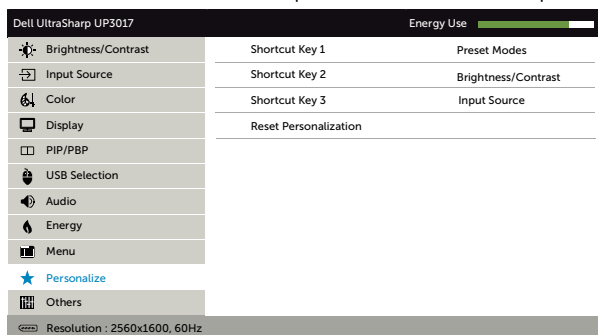 Dell UltraSharp UP3017 Energy Use
Brightness/Contrast Shortcut Key 1 Preset Modes
Input Source Shortcut Key 2 Brightness/Contrast
Color Shortcut Key 3 Input Source
Display Reset Personalization
PIP/PBP
USB Selection
Audio
Energy
Menu
Personalize
Others
Resolution : 2560x1600, 60Hz